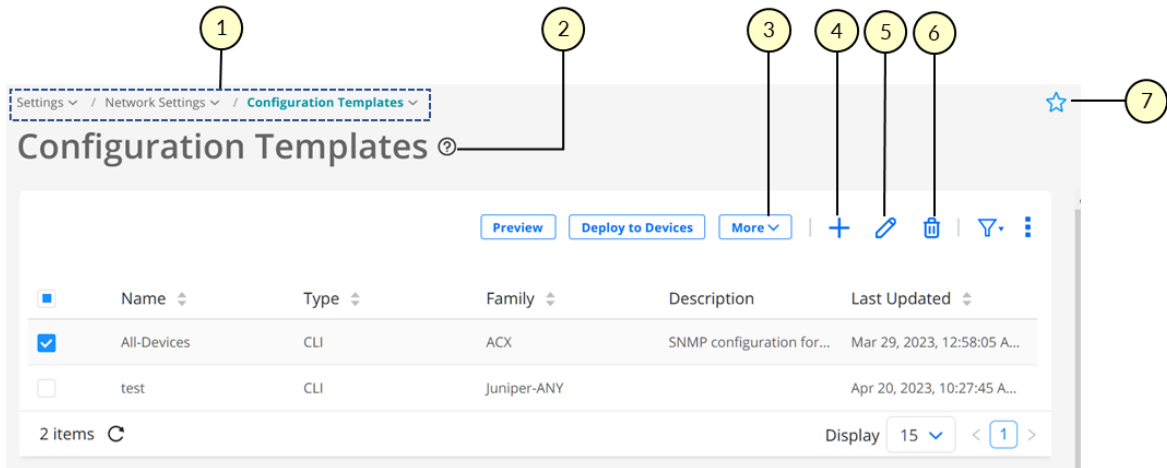 1 2 3 4 5 6 7
Settings / Network Settings / Configuration Templates
Configuration Templates ?
Preview Deploy to Devices More
Name Type Family Description Last Updated
All-Devices CLI ACX SNMP configuration for... Mar 29, 2023, 12:58:05 A...
test CLI Juniper-ANY Apr 20, 2023, 10:27:45 A...
2 items Display 15 < 1 >